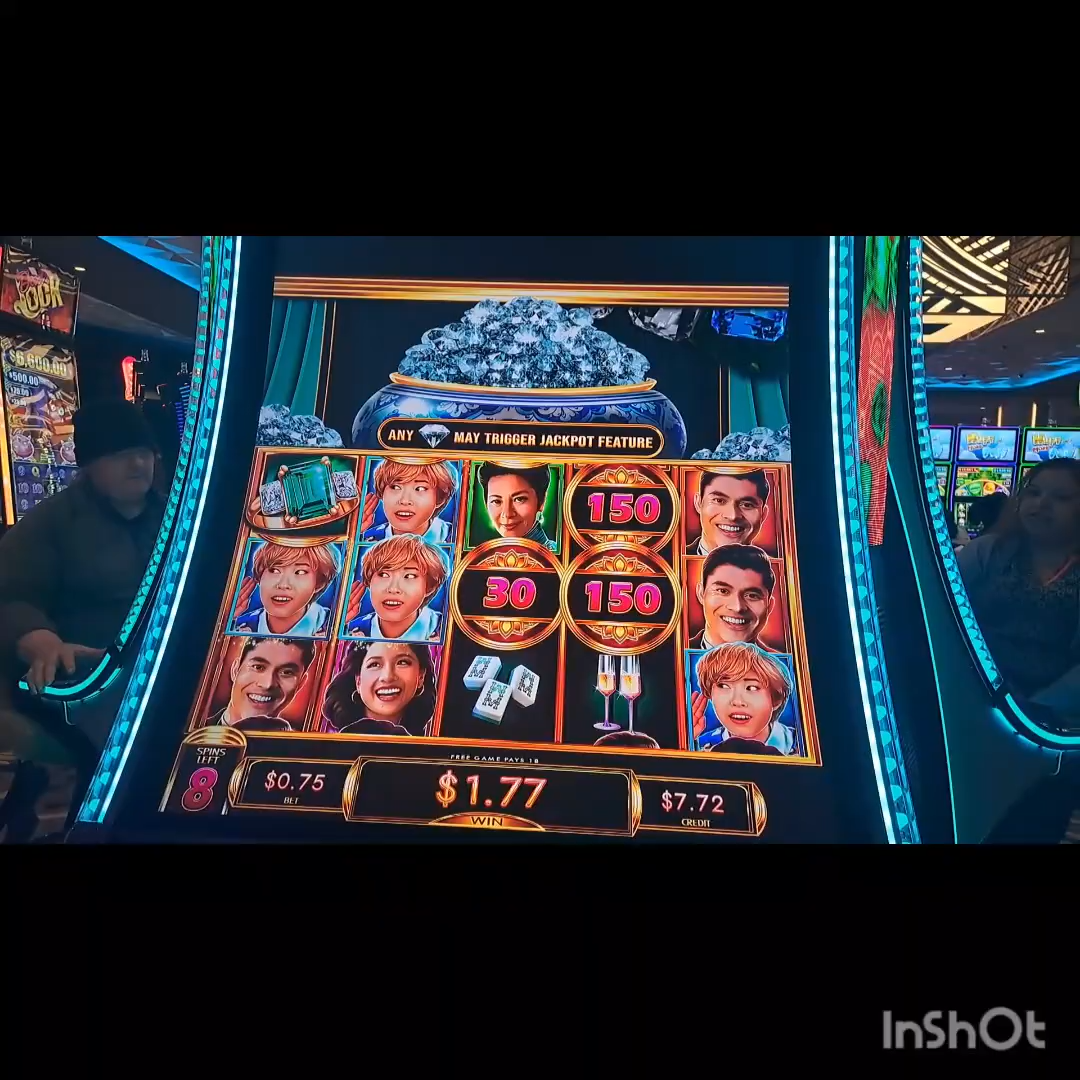 LOCK
$6,600.00
$500.00
ANY MAY TRIGGER JACKPOT FEATURE
150
30
150
FREE GAME PAYS 18
SPINS
LEFT
8
$0.75
BET
$1.77
WIN
$7.72
CREDIT
InShOt